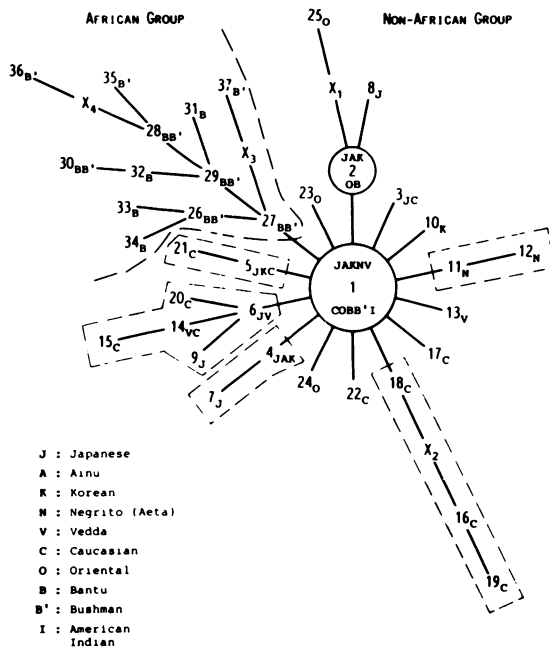 AFRICAN GROUP
NON-AFRICAN GROUP
25O
36B'
35B'
37B'
X4
31B
X1
8J
28BB'
X3
JAK
2
OB
30BB'
32B
29BB'
23O
3JC
33B
26BB'
27BB'
10K
34B
21C
5JKC
JAKNV
1
COBB'I
11N
12N
20C
6JV
13V
14VC
15C
9J
4JAK
17C
7J
24O
22C
18C
X2
16C
19C
J : Japanese
A : Ainu
K : Korean
N : Negrito (Aeta)
V : Vedda
C : Caucasian
O : Oriental
B : Bantu
B' : Bushman
I : American
Indian